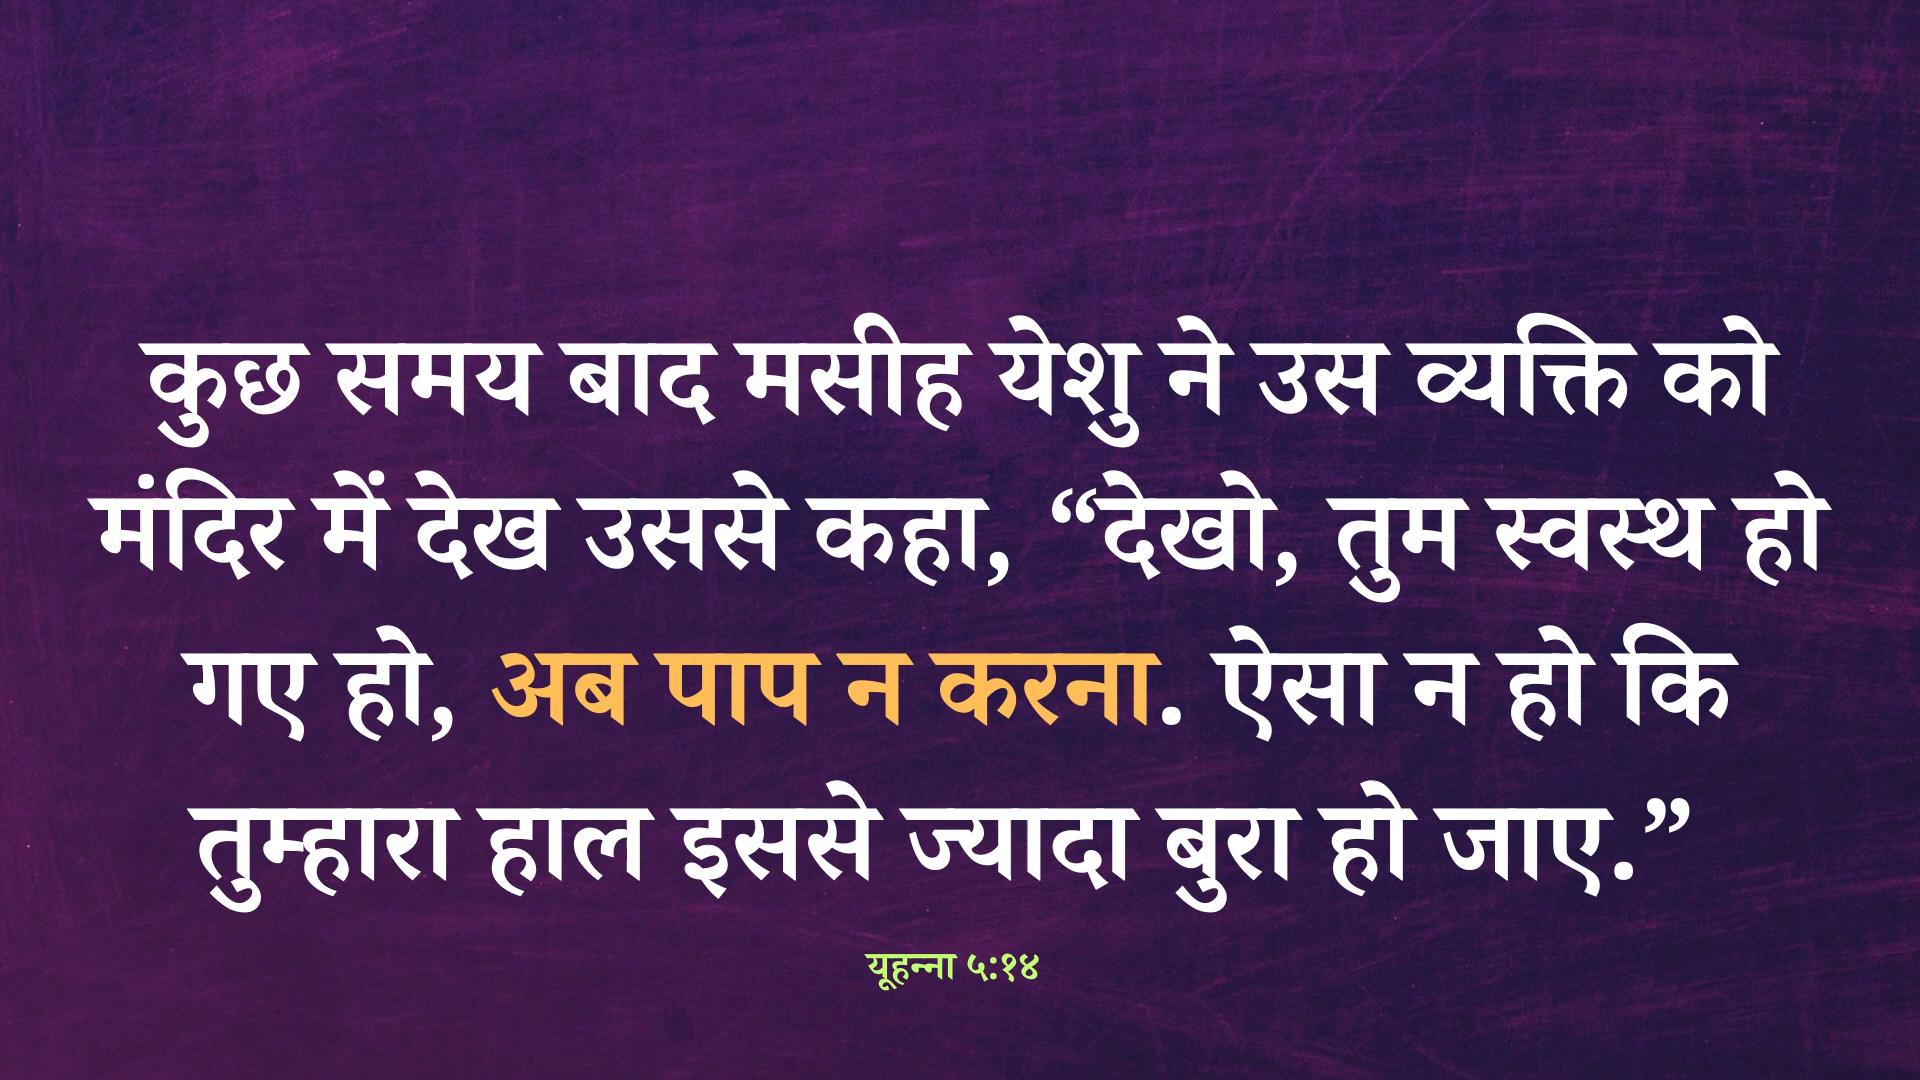 कुछ समय बाद मसीह येशु ने उस व्यक्ति को
मंदिर में देख उससे कहा, “देखो, तुम स्वस्थ हो
गए हो, अब पाप न करना. ऐसा न हो कि
तुम्हारा हाल इससे ज्यादा बुरा हो जाए.”
यूहन्ना ५:१४